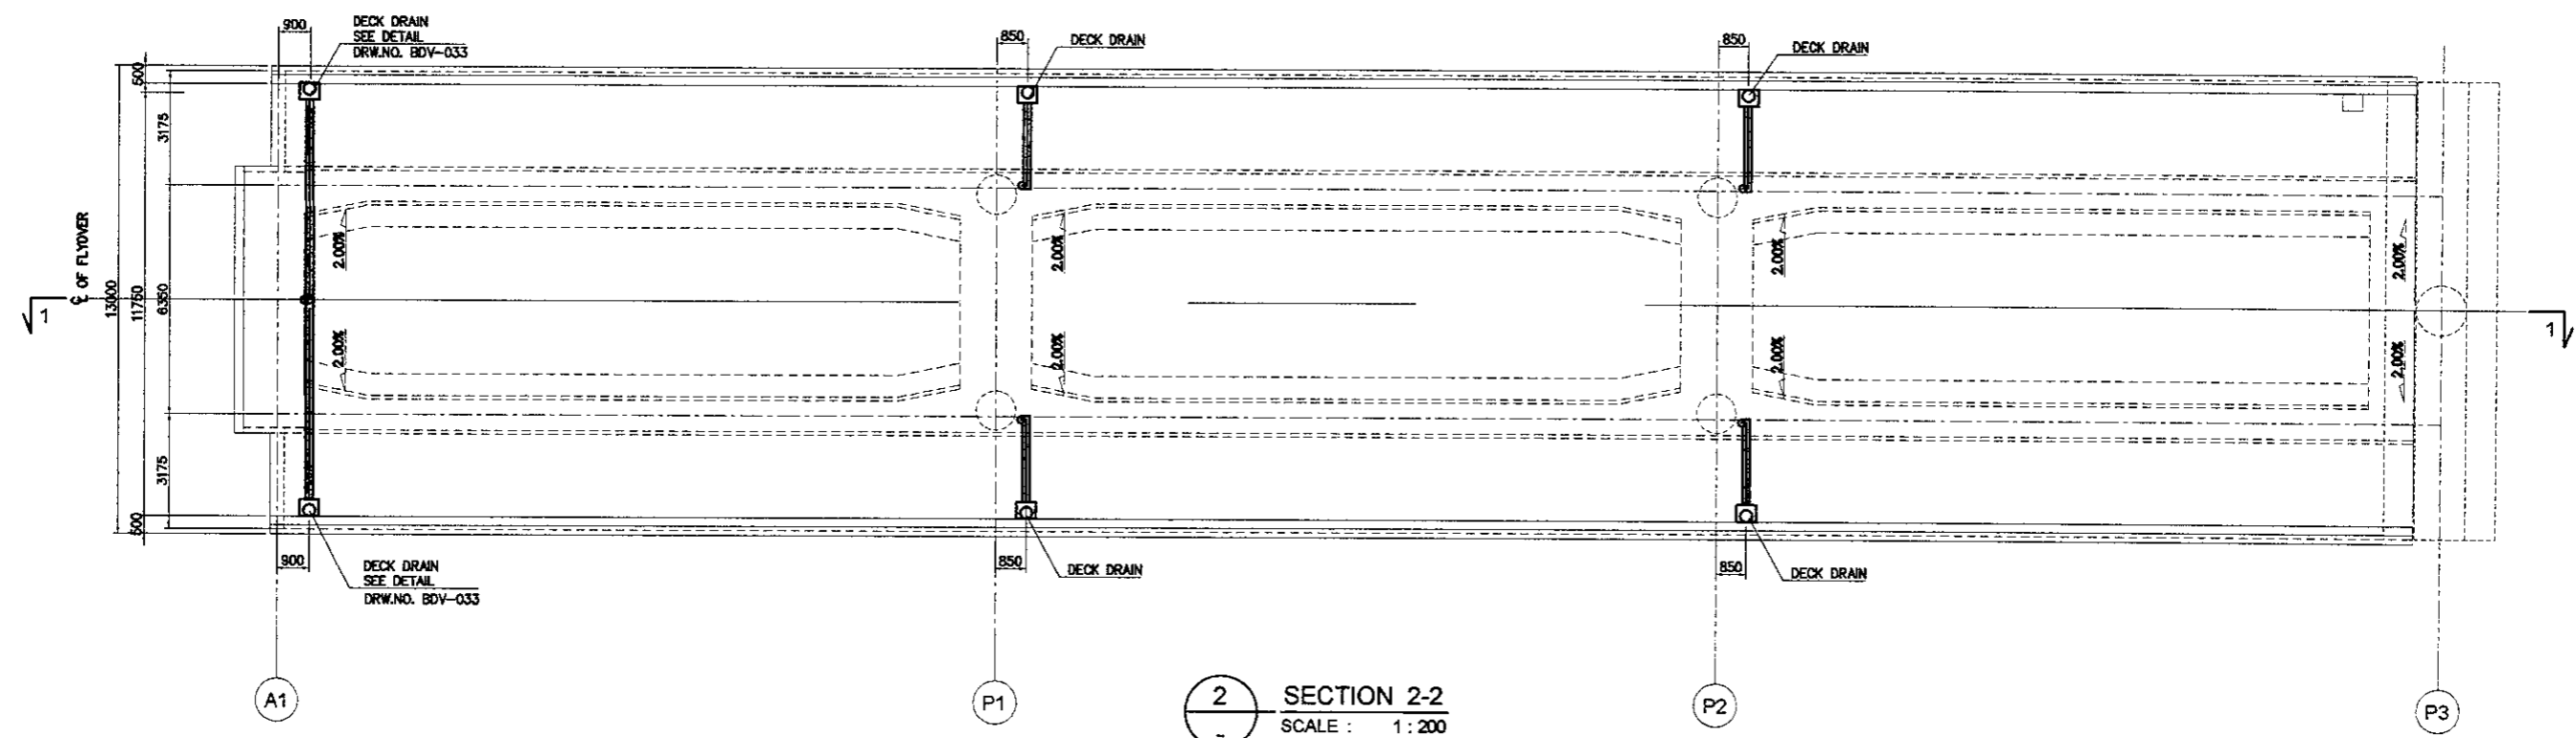 900
DECK DRAIN
SEE DETAIL
DRW.NO. BDV-033
850
DECK DRAIN
850
DECK DRAIN
500
3175
2.00%
2.00%
2.00%
2.00%
℄ OF FLYOVER
13000
11750
6350
1
1
2.00%
2.00%
2.00%
2.00%
3175
500
900
DECK DRAIN
SEE DETAIL
DRW.NO. BDV-033
850
DECK DRAIN
850
DECK DRAIN
A1
P1
2
SECTION 2-2
SCALE : 1 : 200
P2
P3